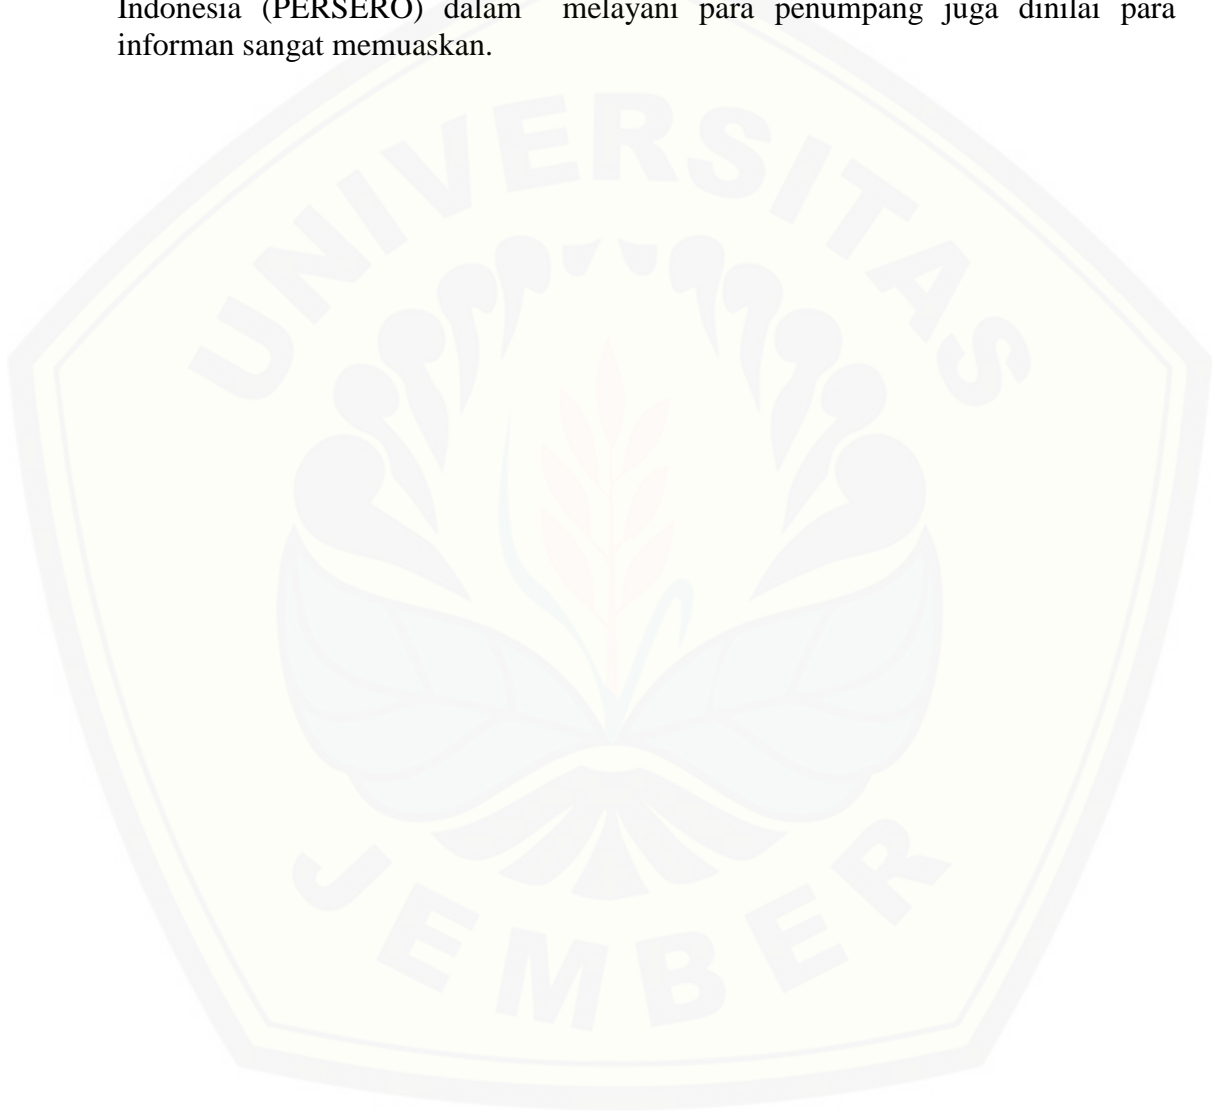 Indonesia (PERSERO) dalam melayani para penumpang juga dinilai para
informan sangat memuaskan.
UNIVERSITAS
JEMBER